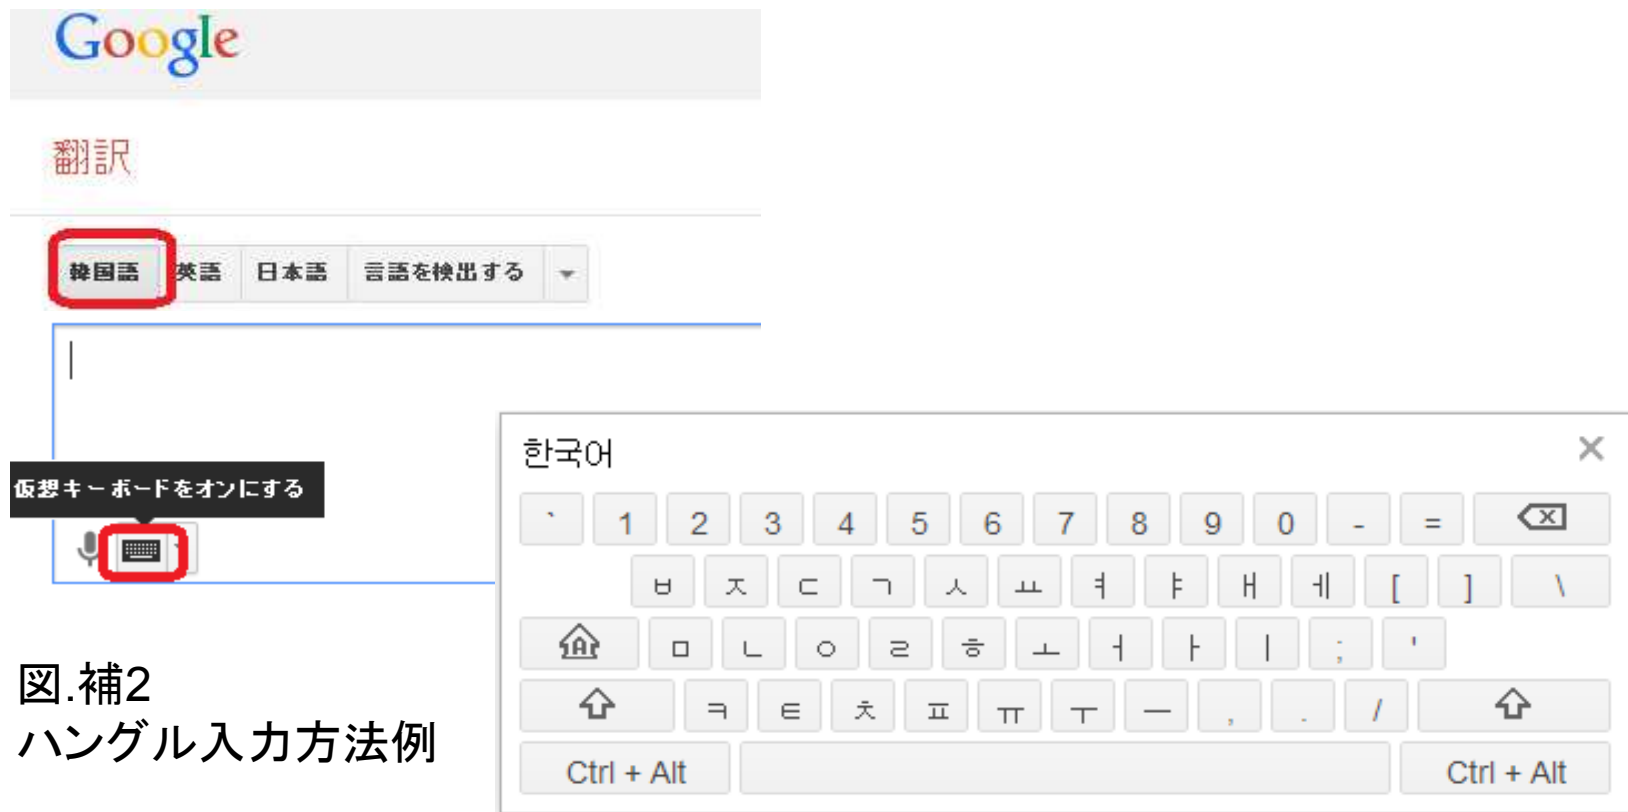 Google
翻訳
韓国語 英語 日本語 言語を検出する
仮想キーボードをオンにする
한국어
` 1 2 3 4 5 6 7 8 9 0 - =
ㅂ ㅈ ㄷ ㄱ ㅅ ㅛ ㅕ ㅑ ㅐ ㅔ [ ] \
ㅁ ㄴ ㅇ ㄹ ㅎ ㅗ ㅓ ㅏ ㅣ ; '
ㅋ ㅌ ㅊ ㅍ ㅠ ㅜ ㅡ , . /
Ctrl + Alt Ctrl + Alt
図.補2
ハングル入力方法例